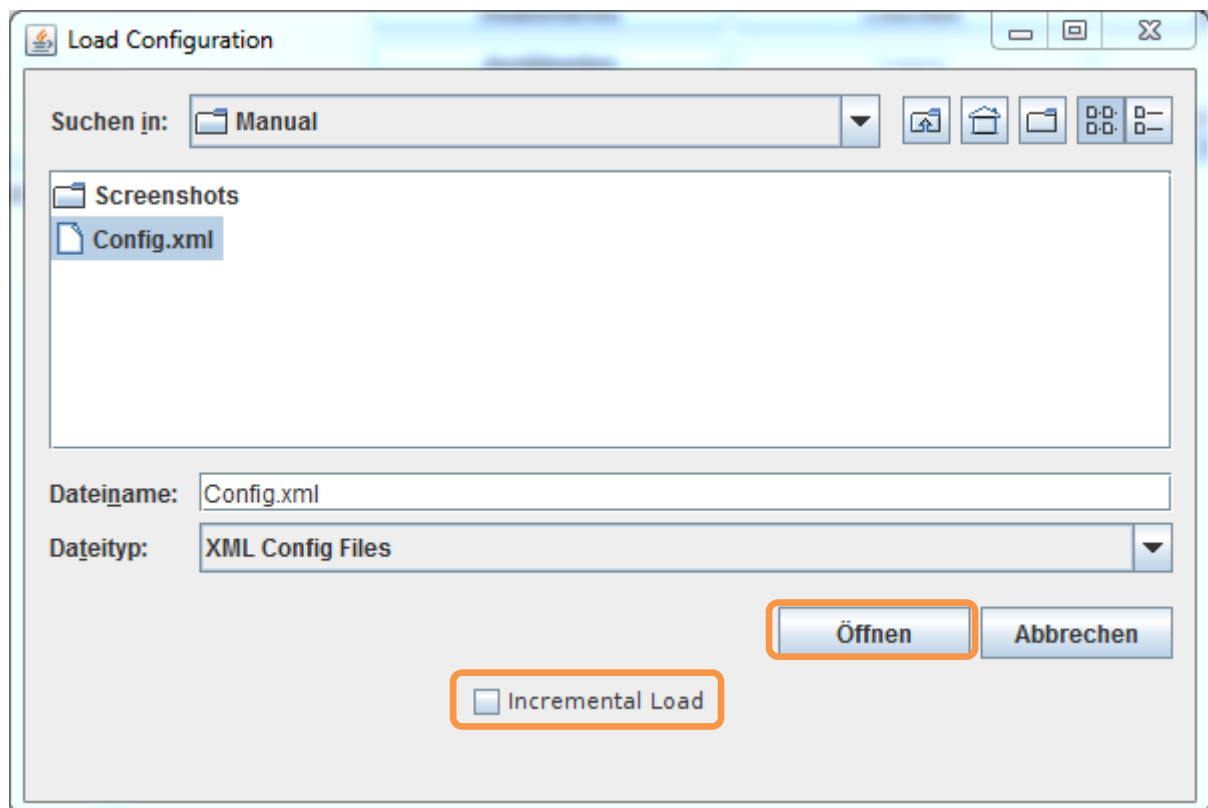 Load Configuration
Suchen in: Manual
Screenshots
Config.xml
Dateiname: Config.xml
Dateityp: XML Config Files
Öffnen Abbrechen
Incremental Load